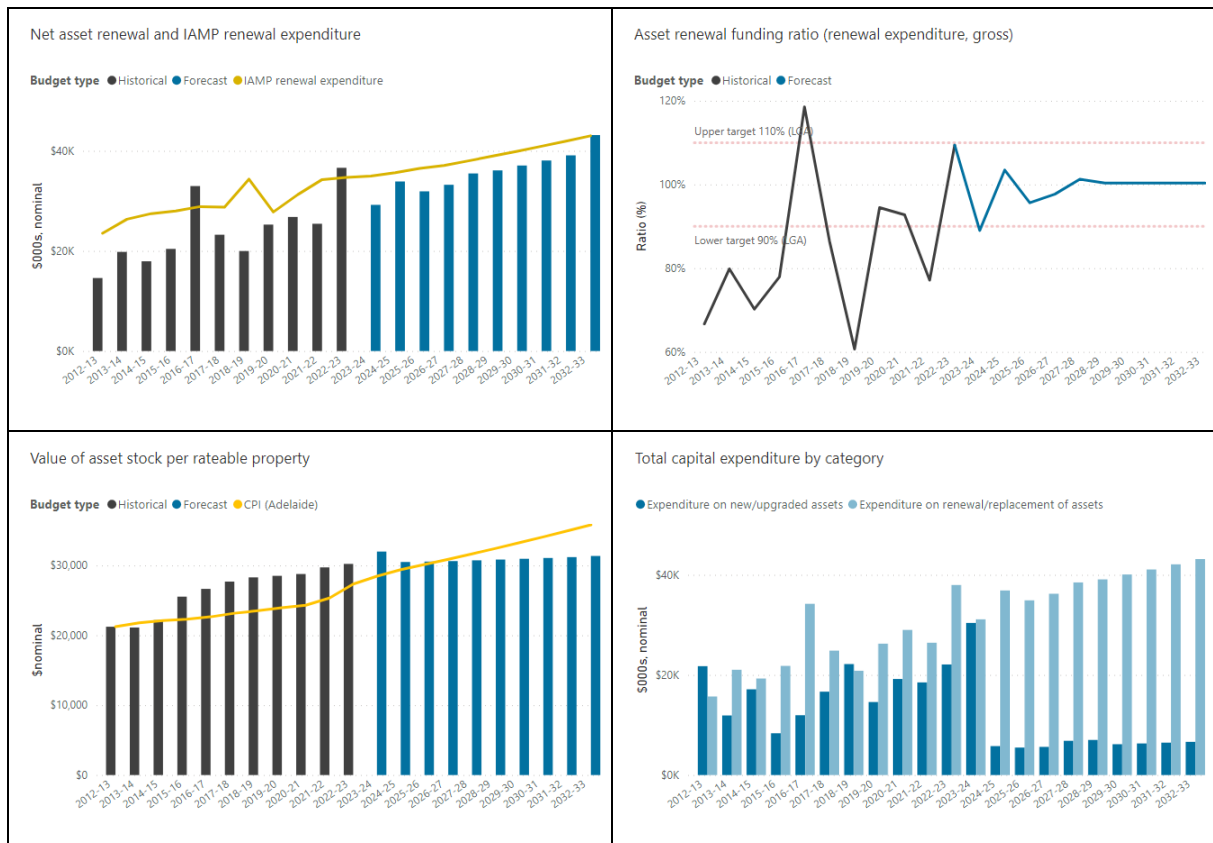 Net asset renewal and IAMP renewal expenditure
Budget type Historical Forecast IAMP renewal expenditure
$000s, nominal
$40K
$20K
$0K
2012-13 2013-14 2014-15 2015-16 2016-17 2017-18 2018-19 2019-20 2020-21 2021-22 2022-23 2023-24 2024-25 2025-26 2026-27 2027-28 2028-29 2029-30 2030-31 2031-32 2032-33
Asset renewal funding ratio (renewal expenditure, gross)
Budget type Historical Forecast
Ratio (%)
120%
Upper target 110% (LGA)
100%
Lower target 90% (LGA)
80%
60%
2012-13 2013-14 2014-15 2015-16 2016-17 2017-18 2018-19 2019-20 2020-21 2021-22 2022-23 2023-24 2024-25 2025-26 2026-27 2027-28 2028-29 2029-30 2030-31 2031-32 2032-33
Value of asset stock per rateable property
Budget type Historical Forecast CPI (Adelaide)
$nominal
$30,000
$20,000
$10,000
$0
2012-13 2013-14 2014-15 2015-16 2016-17 2017-18 2018-19 2019-20 2020-21 2021-22 2022-23 2023-24 2024-25 2025-26 2026-27 2027-28 2028-29 2029-30 2030-31 2031-32 2032-33
Total capital expenditure by category
Expenditure on new/upgraded assets Expenditure on renewal/replacement of assets
$000s, nominal
$40K
$20K
$0K
2012-13 2013-14 2014-15 2015-16 2016-17 2017-18 2018-19 2019-20 2020-21 2021-22 2022-23 2023-24 2024-25 2025-26 2026-27 2027-28 2028-29 2029-30 2030-31 2031-32 2032-33